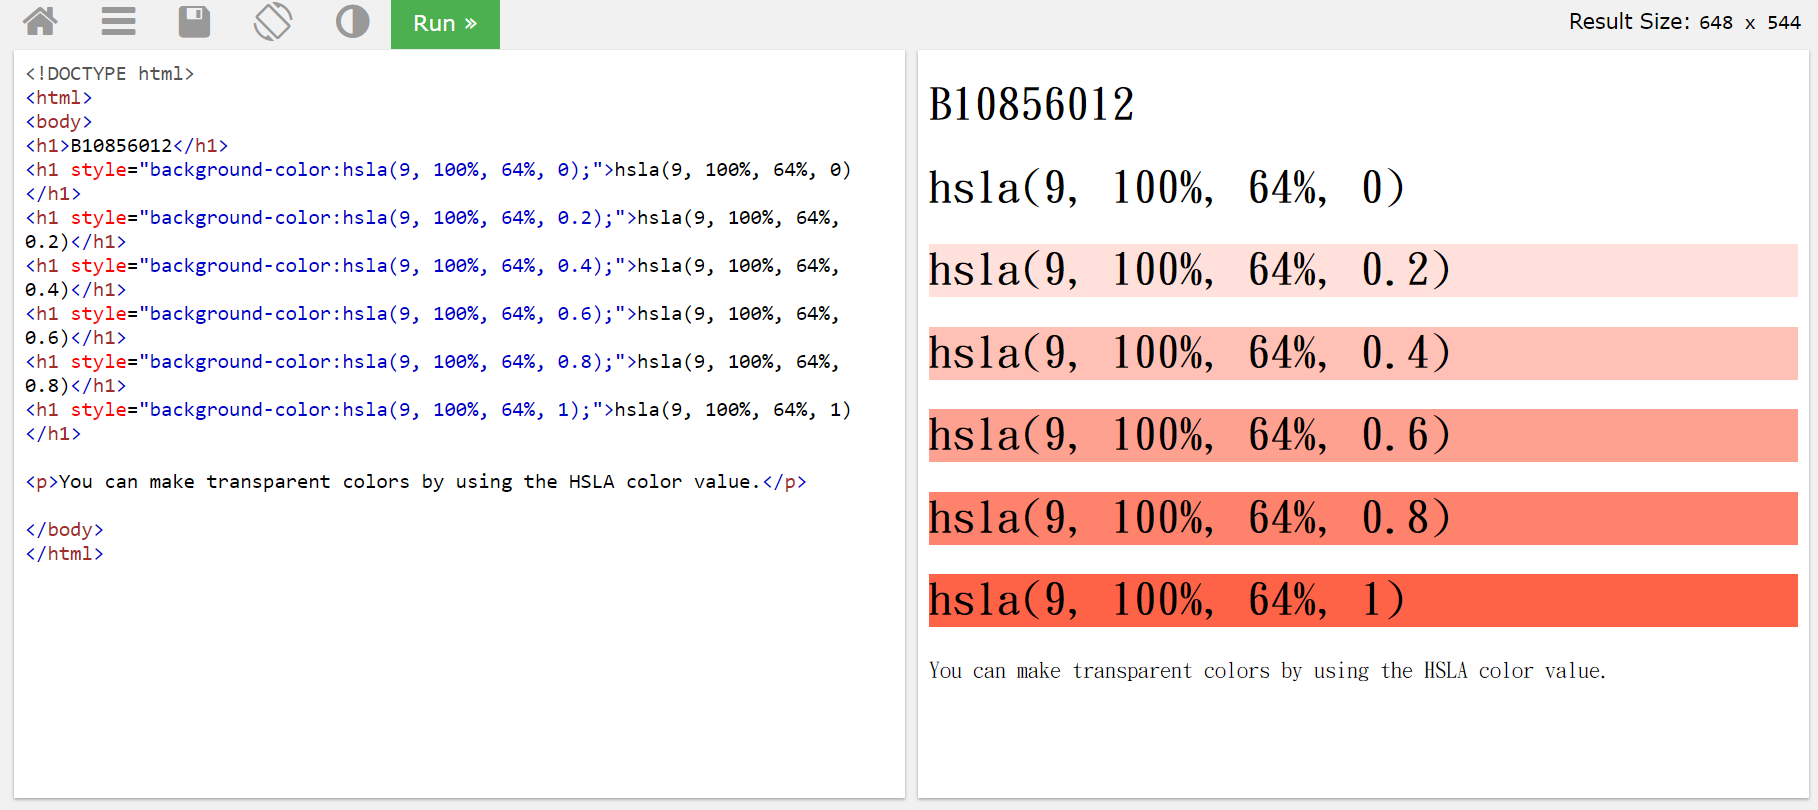 Run »
Result Size: 648 x 544
<!DOCTYPE html>
<html>
<body>
<h1>B10856012</h1>
<h1 style="background-color:hsla(9, 100%, 64%, 0);">hsla(9, 100%, 64%, 0)
</h1>
<h1 style="background-color:hsla(9, 100%, 64%, 0.2);">hsla(9, 100%, 64%,
0.2)</h1>
<h1 style="background-color:hsla(9, 100%, 64%, 0.4);">hsla(9, 100%, 64%,
0.4)</h1>
<h1 style="background-color:hsla(9, 100%, 64%, 0.6);">hsla(9, 100%, 64%,
0.6)</h1>
<h1 style="background-color:hsla(9, 100%, 64%, 0.8);">hsla(9, 100%, 64%,
0.8)</h1>
<h1 style="background-color:hsla(9, 100%, 64%, 1);">hsla(9, 100%, 64%, 1)
</h1>
<p>You can make transparent colors by using the HSLA color value.</p>
</body>
</html>
B10856012
hsla(9, 100%, 64%, 0)
hsla(9, 100%, 64%, 0.2)
hsla(9, 100%, 64%, 0.4)
hsla(9, 100%, 64%, 0.6)
hsla(9, 100%, 64%, 0.8)
hsla(9, 100%, 64%, 1)
You can make transparent colors by using the HSLA color value.